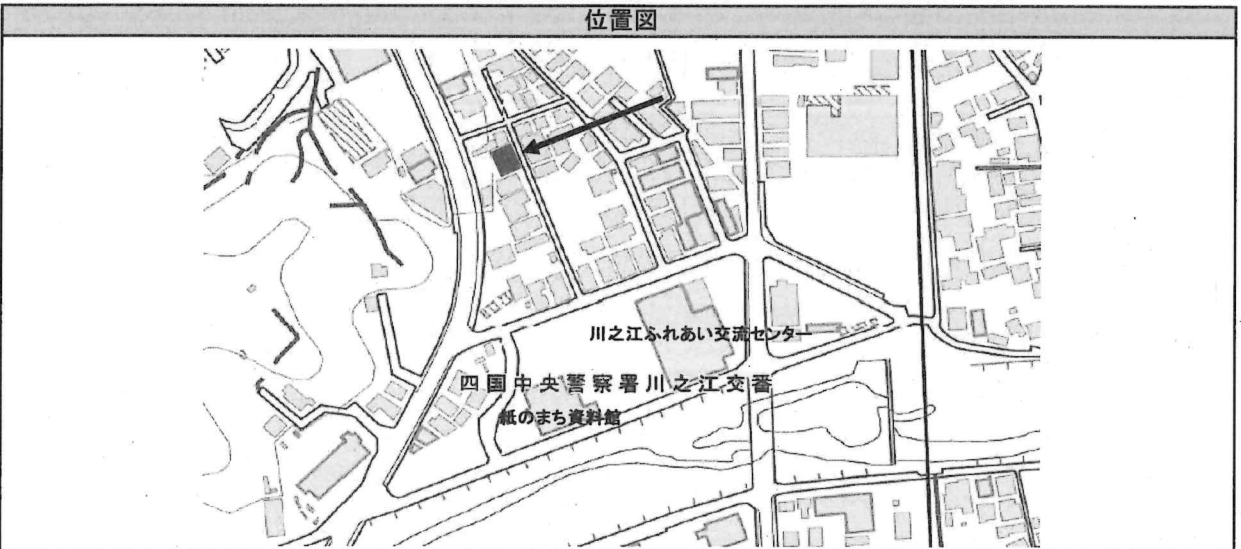 位置図
川之江ふれあい交流センター
四国中央警察署川之江交番
紙のまち資料館